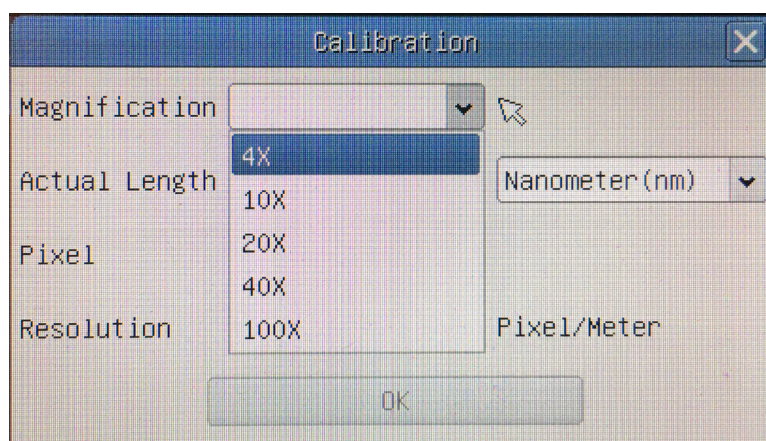 Calibration
Magnification
4X
Actual Length
Nanometer(nm)
10X
Pixel
20X
40X
Resolution
100X
Pixel/Meter
OK